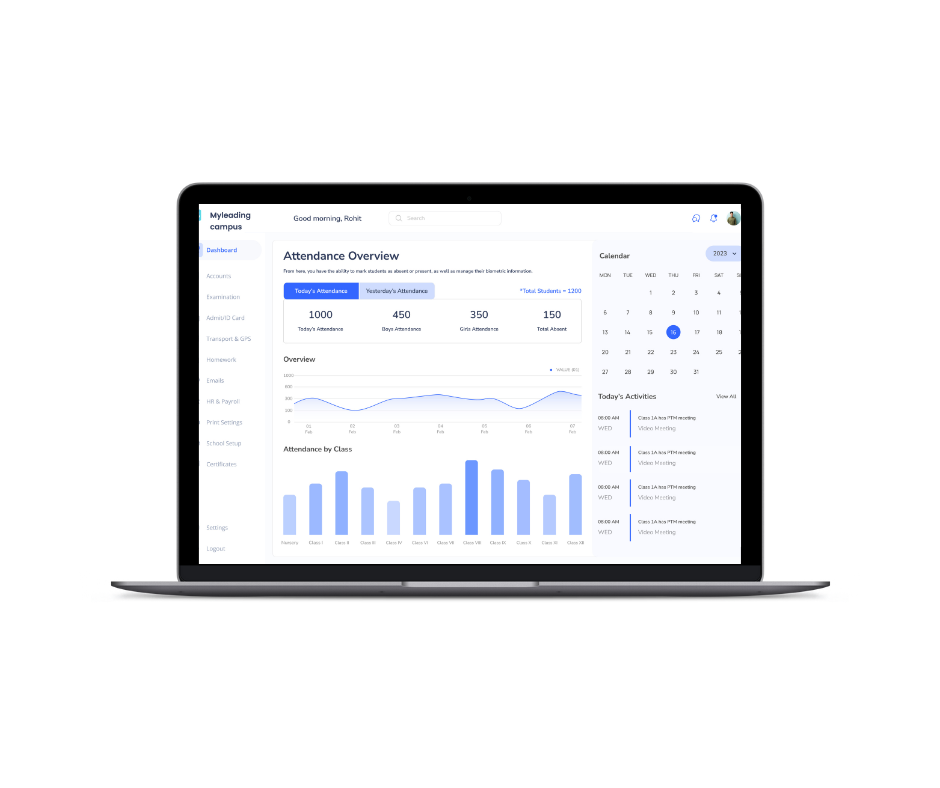 Myleading
campus
Good morning, Rohit
Search
Dashboard
Accounts
Examination
Admit/ID Card
Transport & GPS
Homework
Emails
HR & Payroll
Print Settings
School Setup
Certificates
Settings
Logout
Attendance Overview
From here, you have the ability to mark students as absent or present, as well as manage their biometric information.
Today's Attendance
Yesterday's Attendance
*Total Students = 1200
1000
Today's Attendance
450
Boys Attendance
350
Girls Attendance
150
Total Absent
Overview
VALUE
1000
0
01
Feb
02
Feb
03
Feb
04
Feb
05
Feb
06
Feb
07
Feb
Attendance by Class
Nursery
Class I
Class II
Class III
Class IV
Class VI
Class VII
Class VIII
Class IX
Class X
Class XI
Class XII
Calendar
2023
MON TUE WED THU FRI SAT
1 2 3 4
6 7 8 9 10 11
13 14 15 16 17 18
20 21 22 23 24 25
27 28 29 30 31
Today's Activities
View All
08:00 AM
Class 1A has PTM meeting
WED
Video Meeting
08:00 AM
Class 1A has PTM meeting
WED
Video Meeting
08:00 AM
Class 1A has PTM meeting
WED
Video Meeting
08:00 AM
Class 1A has PTM meeting
WED
Video Meeting